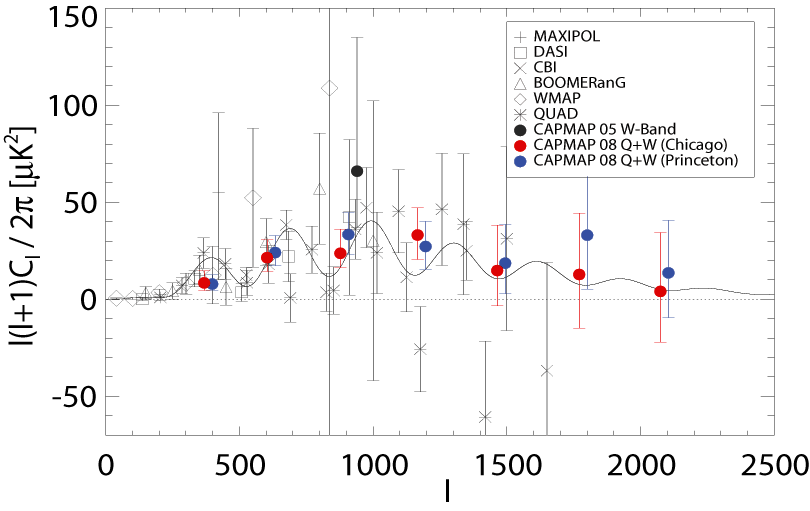 150
100
50
0
-50
l(l+1)Cl / 2π [µK²]
MAXIPOL
DASI
CBI
BOOMERanG
WMAP
QUAD
CAPMAP 05 W-Band
CAPMAP 08 Q+W (Chicago)
CAPMAP 08 Q+W (Princeton)
0 500 1000 1500 2000 2500
l